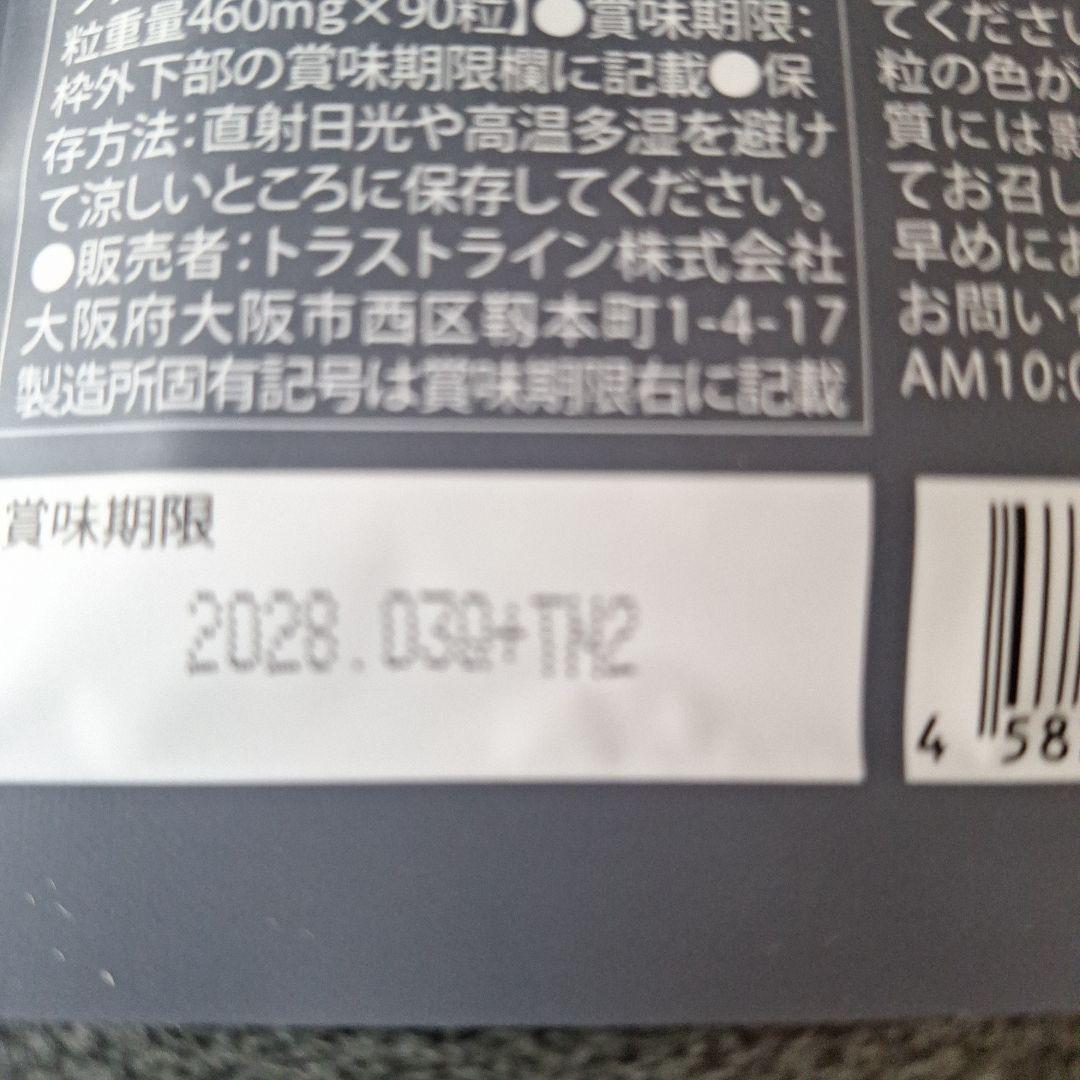 粒重量460mg×90粒】●賞味期限:
枠外下部の賞味期限欄に記載●保
存方法:直射日光や高温多湿を避け
て涼しいところに保存してください。
●販売者:トラストライン株式会社
大阪府大阪市西区靱本町1-4-17
製造所固有記号は賞味期限右に記載
てください
粒の色が
質には影
てお召し
早めにお
お問い
AM10:0
賞味期限
2028.03
4 58